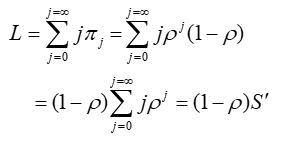 L = ∑_{j=0}^{j=∞} jπ_j = ∑_{j=0}^{j=∞} jρ^j (1−ρ)
= (1−ρ) ∑_{j=0}^{j=∞} jρ^j = (1−ρ)S′